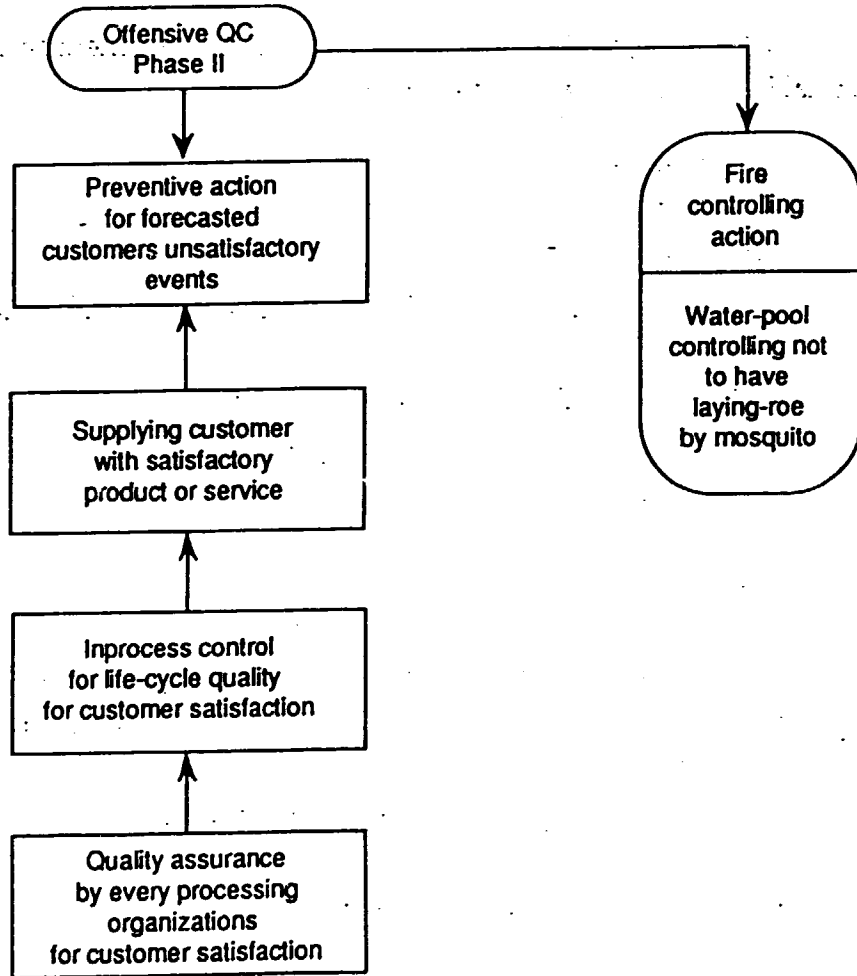 Offensive QC
Phase II
Preventive action
for forecasted
customers unsatisfactory
events
Supplying customer
with satisfactory
product or service
Inprocess control
for life-cycle quality
for customer satisfaction
Quality assurance
by every processing
organizations
for customer satisfaction
Fire
controlling
action
Water-pool
controlling not
to have
laying-roe
by mosquito